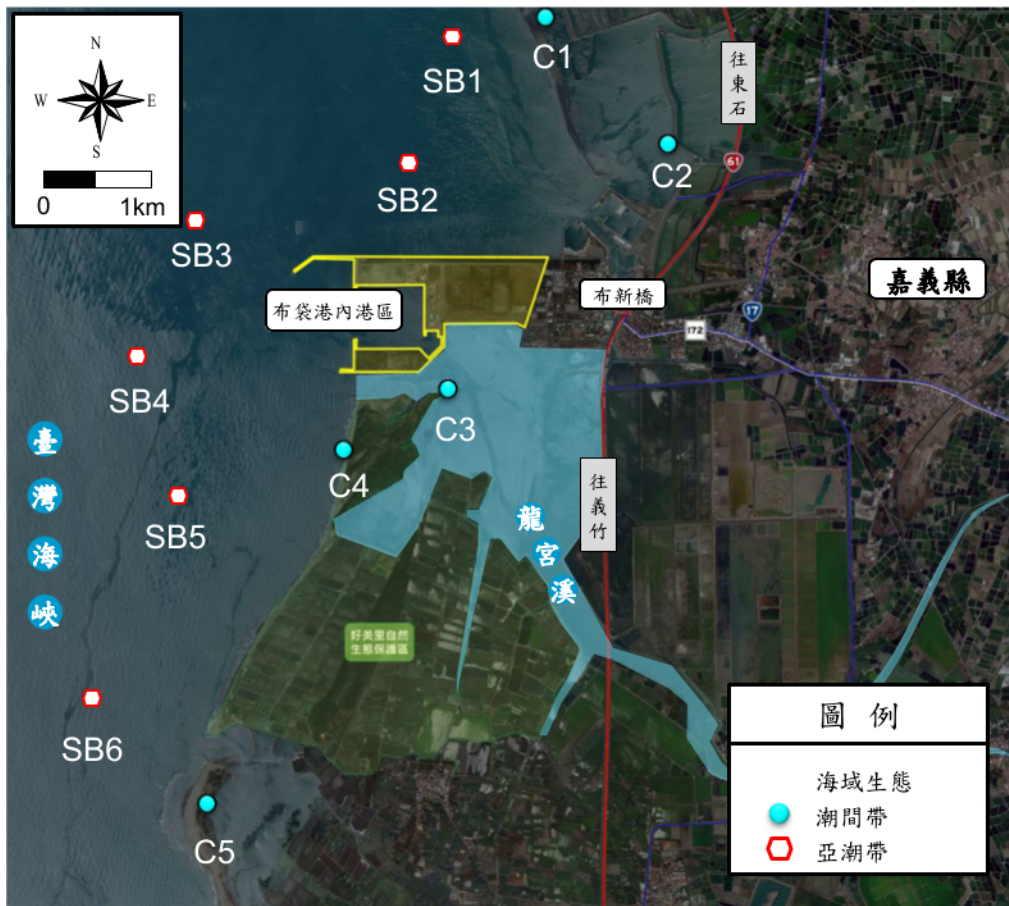 N
W
E
S
0
1km
C1
SB1
往東石
C2
61
SB2
SB3
嘉義縣
布袋港內港區
布新橋
17
172
SB4
C3
臺灣海峽
C4
往義竹
SB5
龍宮溪
好美里自然
生態保護區
SB6
C5
圖例
海域生態
潮間帶
亞潮帶